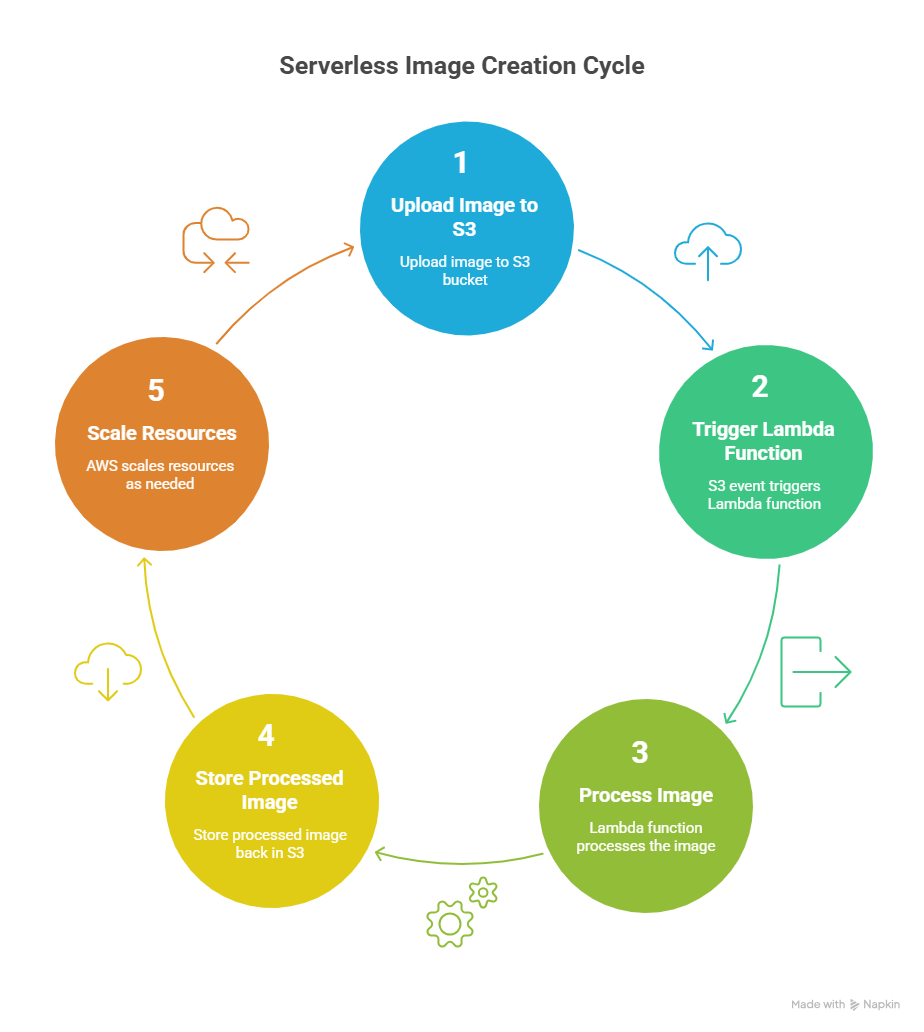 Serverless Image Creation Cycle
1
Upload Image to
S3
Upload image to S3
bucket
2
Trigger Lambda
Function
S3 event triggers
Lambda function
3
Process Image
Lambda function
processes the image
4
Store Processed
Image
Store processed image
back in S3
5
Scale Resources
AWS scales resources
as needed
Made with Napkin